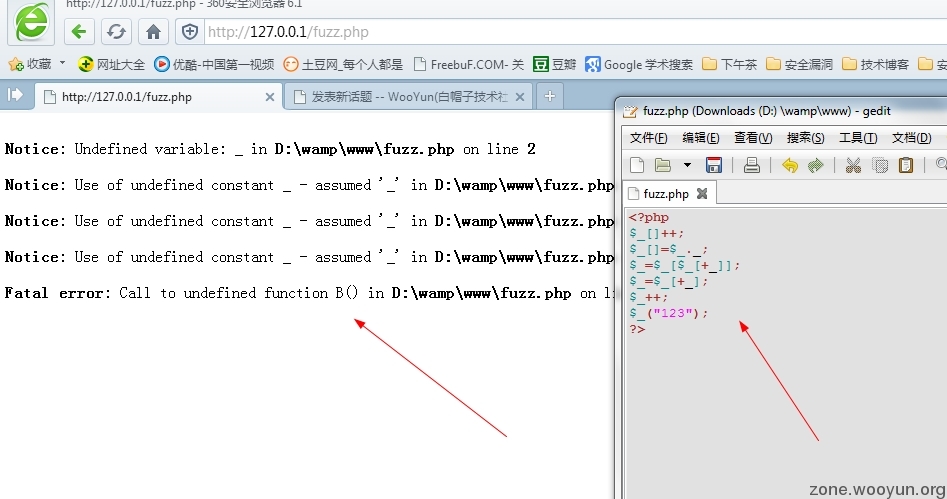 http://127.0.0.1/fuzz.php - 360安全浏览器 6.1
http://127.0.0.1/fuzz.php
收藏 网址大全 优酷-中国第一视频 土豆网_每个人都是 FreebuF.COM- 关 豆瓣 Google 学术搜索 下午茶 安全漏洞 技术博客 安
http://127.0.0.1/fuzz.php 发表新话题 -- WooYun(白帽子技术社
Notice: Undefined variable: _ in D:\wamp\www\fuzz.php on line 2
Notice: Use of undefined constant _ - assumed '_' in D:\wamp\www\fuzz.php
Notice: Use of undefined constant _ - assumed '_' in D:\wamp\www\fuzz.php
Notice: Use of undefined constant _ - assumed '_' in D:\wamp\www\fuzz.php
Fatal error: Call to undefined function B() in D:\wamp\www\fuzz.php on li
fuzz.php (Downloads (D:) \wamp\www) - gedit
文件(F) 编辑(E) 查看(V) 搜索(S) 工具(T) 文档(D)
fuzz.php
<?php
$_[]++;
$_[]=$_._;
$_=$_[$_[+_]];
$_=$_[+_];
$_++;
$_("123");
?>
zone.wooyun.org